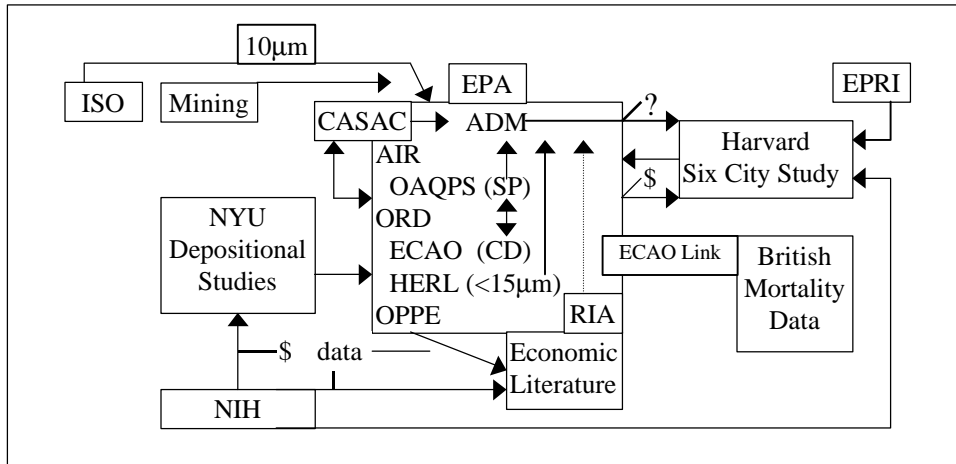 10µm
ISO
Mining
EPA
EPRI
CASAC
ADM
?
Harvard
Six City Study
AIR
OAQPS (SP)
$
NYU
Depositional
Studies
ORD
ECAO (CD)
HERL (<15µm)
OPPE
RIA
ECAO Link
British
Mortality
Data
$ data
Economic
Literature
NIH